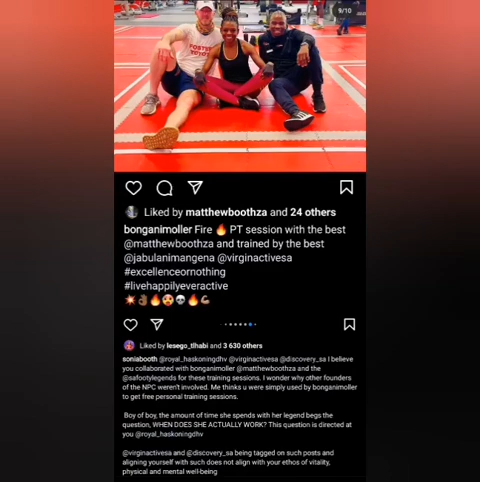 9/10
FOSTER
YOYOS
Liked by matthewboothza and 24 others
bonganimoller Fire 🔥 PT session with the best
@matthewboothza and trained by the best
@jabulanimangena @virginactivesa
#excellenceornothing
#livehappilyeveractive
💥👌🏾🔥😍💀🔥💪🏾
Liked by lesego_tlhabi and 3 630 others
soniabooth @royal_haskoningdhv @virginactivesa @discovery_sa I believe
you collaborated with bonganimoller @matthewboothza and the
@safootylegends for these training sessions. I wonder why other founders
of the NPC weren't involved. Me thinks u were simply used by bonganimoller
to get free personal training sessions.
Boy of boy, the amount of time she spends with her legend begs the
question, WHEN DOES SHE ACTUALLY WORK? This question is directed at
you @royal_haskoningdhv
@virginactivesa and @discovery_sa being tagged on such posts and
aligning yourself with such does not align with your ethos of vitality,
physical and mental well-being